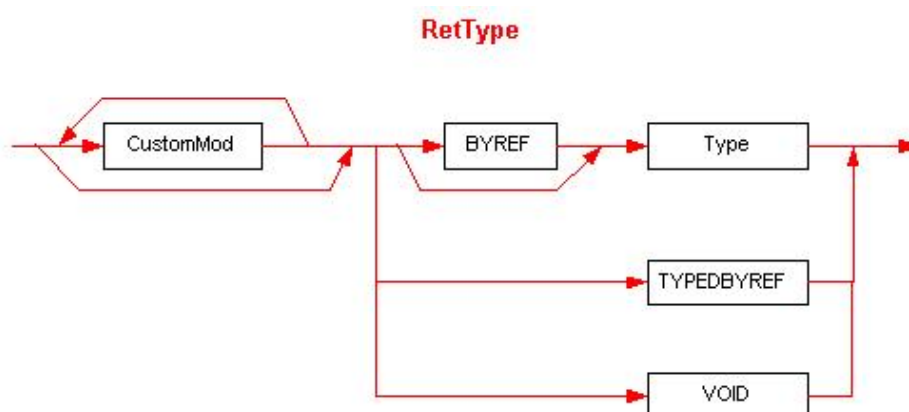 RetType
CustomMod
BYREF
Type
TYPEDBYREF
VOID